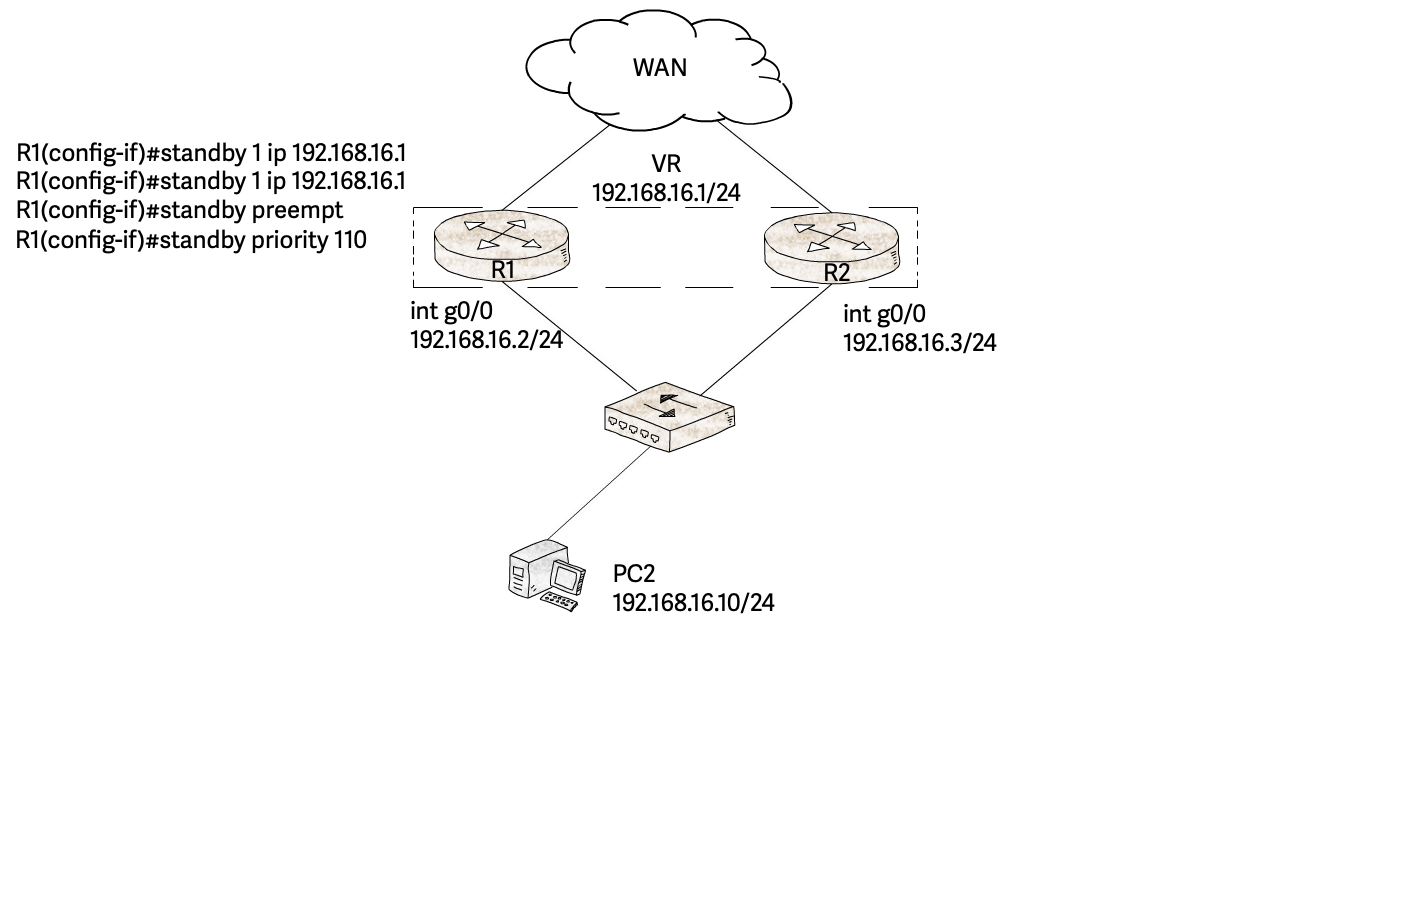 WAN
R1(config-if)#standby 1 ip 192.168.16.1
R1(config-if)#standby 1 ip 192.168.16.1
R1(config-if)#standby preempt
R1(config-if)#standby priority 110
VR
192.168.16.1/24
R1
R2
int g0/0
192.168.16.2/24
int g0/0
192.168.16.3/24
PC2
192.168.16.10/24